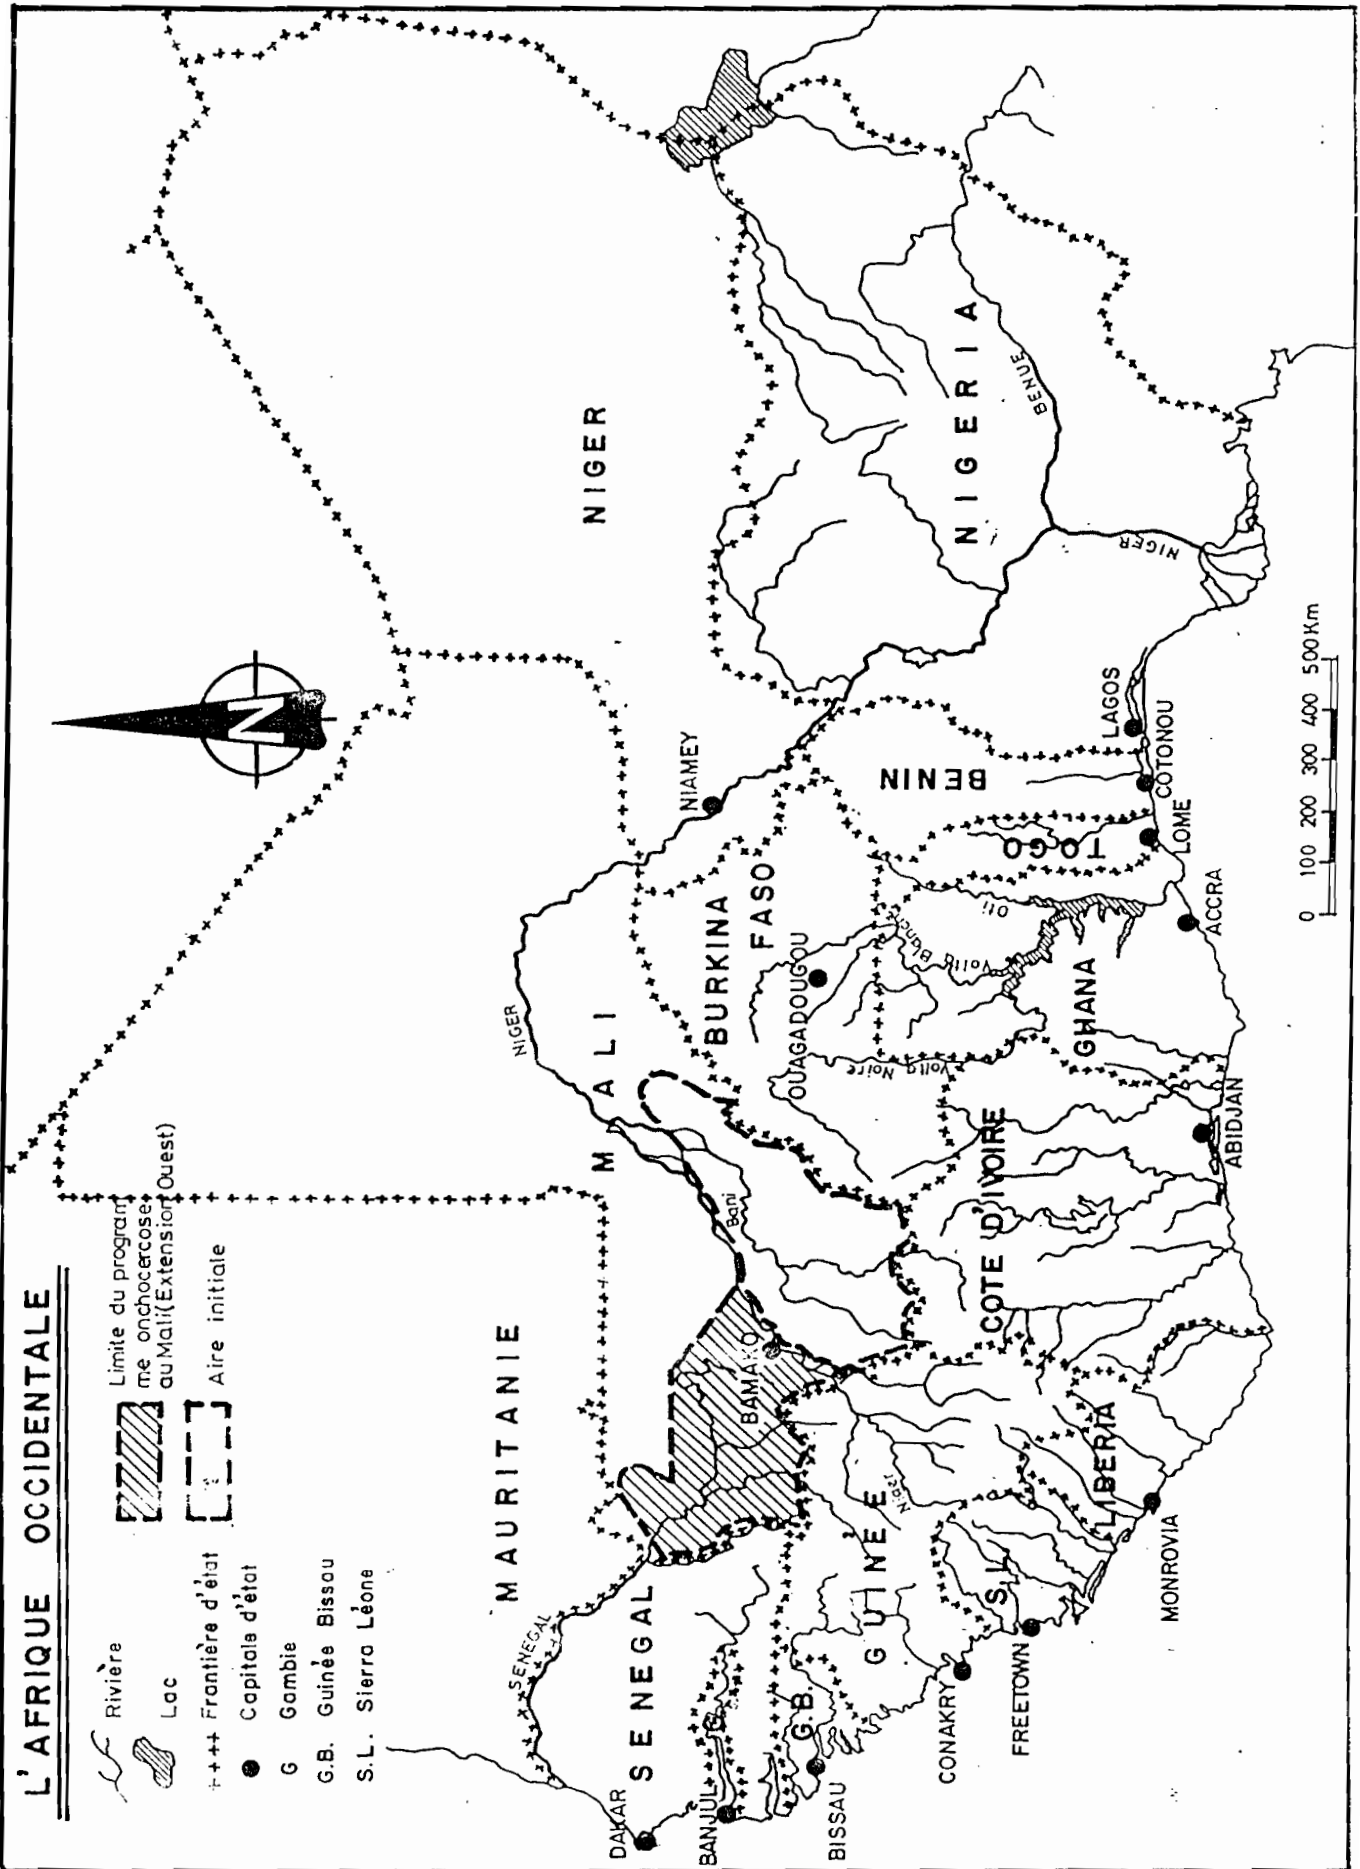 L'AFRIQUE OCCIDENTALE
Rivière
Lac
++++ Frontière d'état
Capitale d'état
G Gambie
G.B. Guinée Bissau
S.L. Sierra Léone
Limite du program
me onchocercose
au Mali (Extension Ouest)
Aire initiale
N
MAURITANIE
MALI
NIGER
NIGER
SENEGAL
SENEGAL
DAKAR
BANJUL
G.
G.B.
BISSAU
GUINÉE
Niger
CONAKRY
S.L.
FREETOWN
LIBERIA
MONROVIA
BAMAKO
Bani
COTE D'IVOIRE
ABIDJAN
BURKINA
FASO
OUAGADOUGOU
Volta Noire
Volta Blanche
Oti
GHANA
ACCRA
TOGO
LOME
BENIN
COTONOU
NIAMEY
LAGOS
NIGERIA
BENUE
NIGER
0 100 200 300 400 500 Km